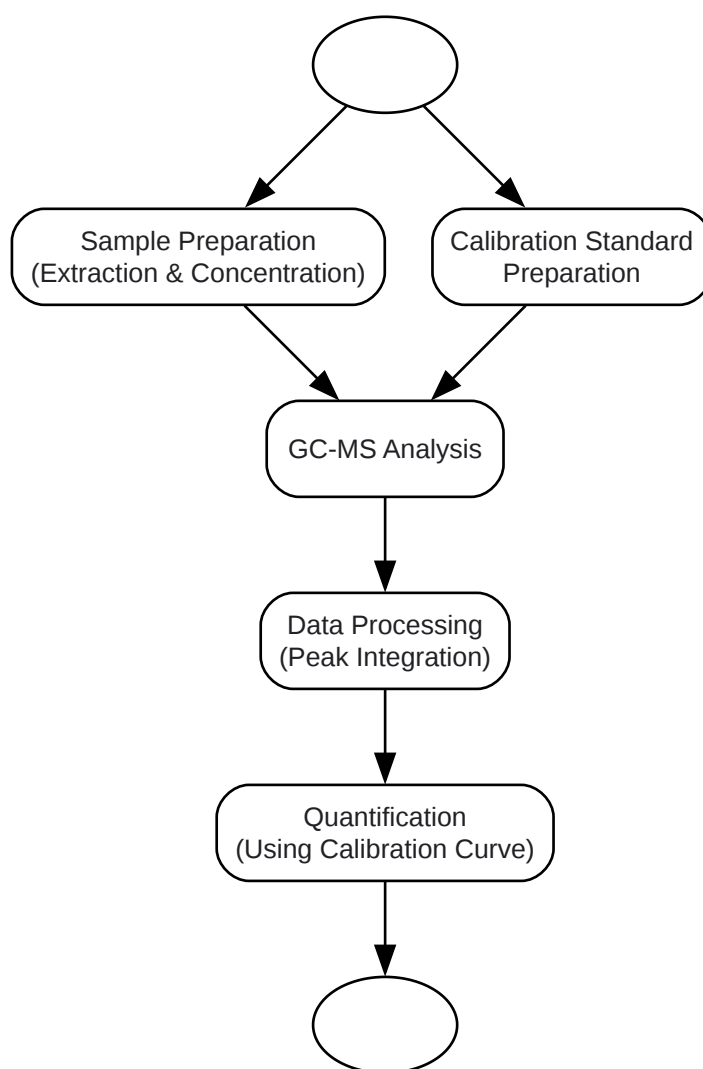 Sample Preparation
(Extraction & Concentration)
Calibration Standard
Preparation
GC-MS Analysis
Data Processing
(Peak Integration)
Quantification
(Using Calibration Curve)